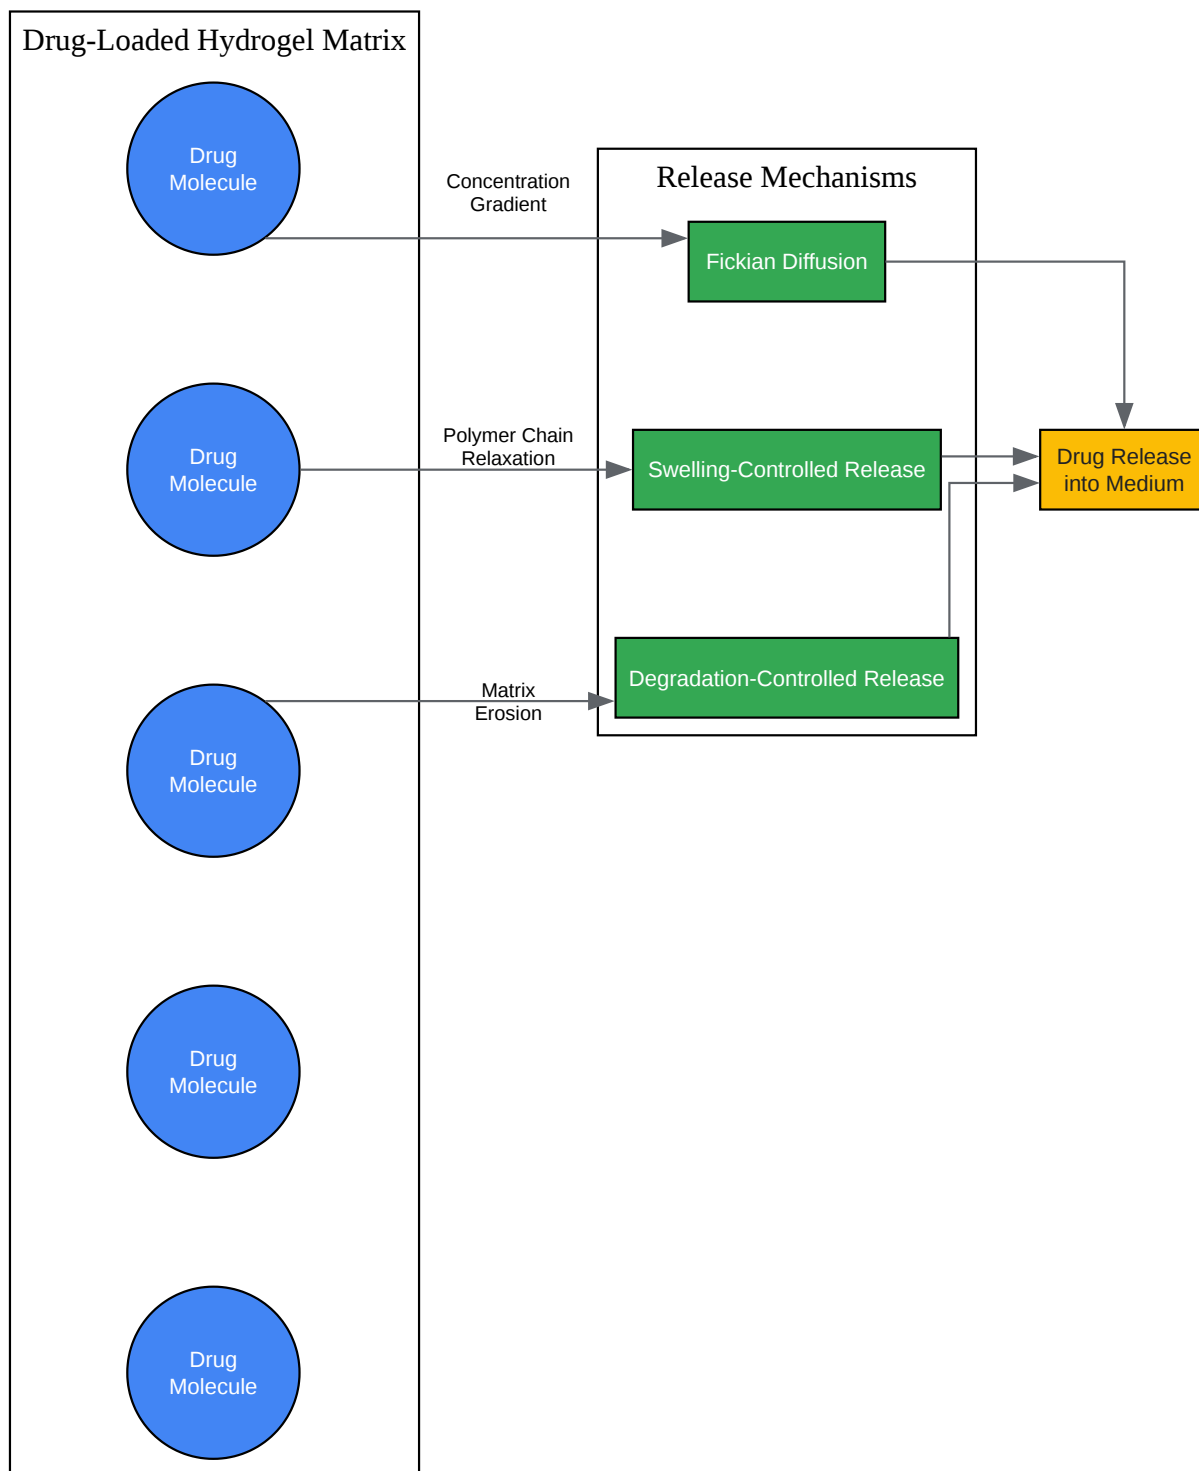 Drug-Loaded Hydrogel Matrix
Drug
Molecule
Drug
Molecule
Drug
Molecule
Drug
Molecule
Drug
Molecule
Concentration
Gradient
Polymer Chain
Relaxation
Matrix
Erosion
Release Mechanisms
Fickian Diffusion
Swelling-Controlled Release
Degradation-Controlled Release
Drug Release
into Medium